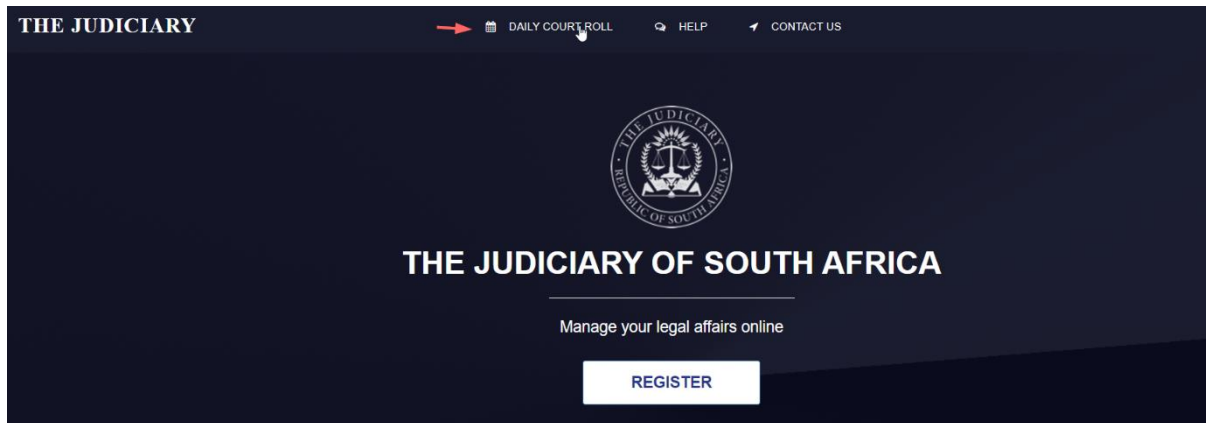 THE JUDICIARY
DAILY COURT ROLL
HELP
CONTACT US
THE JUDICIARY
REPUBLIC OF SOUTH AFRICA
THE JUDICIARY OF SOUTH AFRICA
Manage your legal affairs online
REGISTER